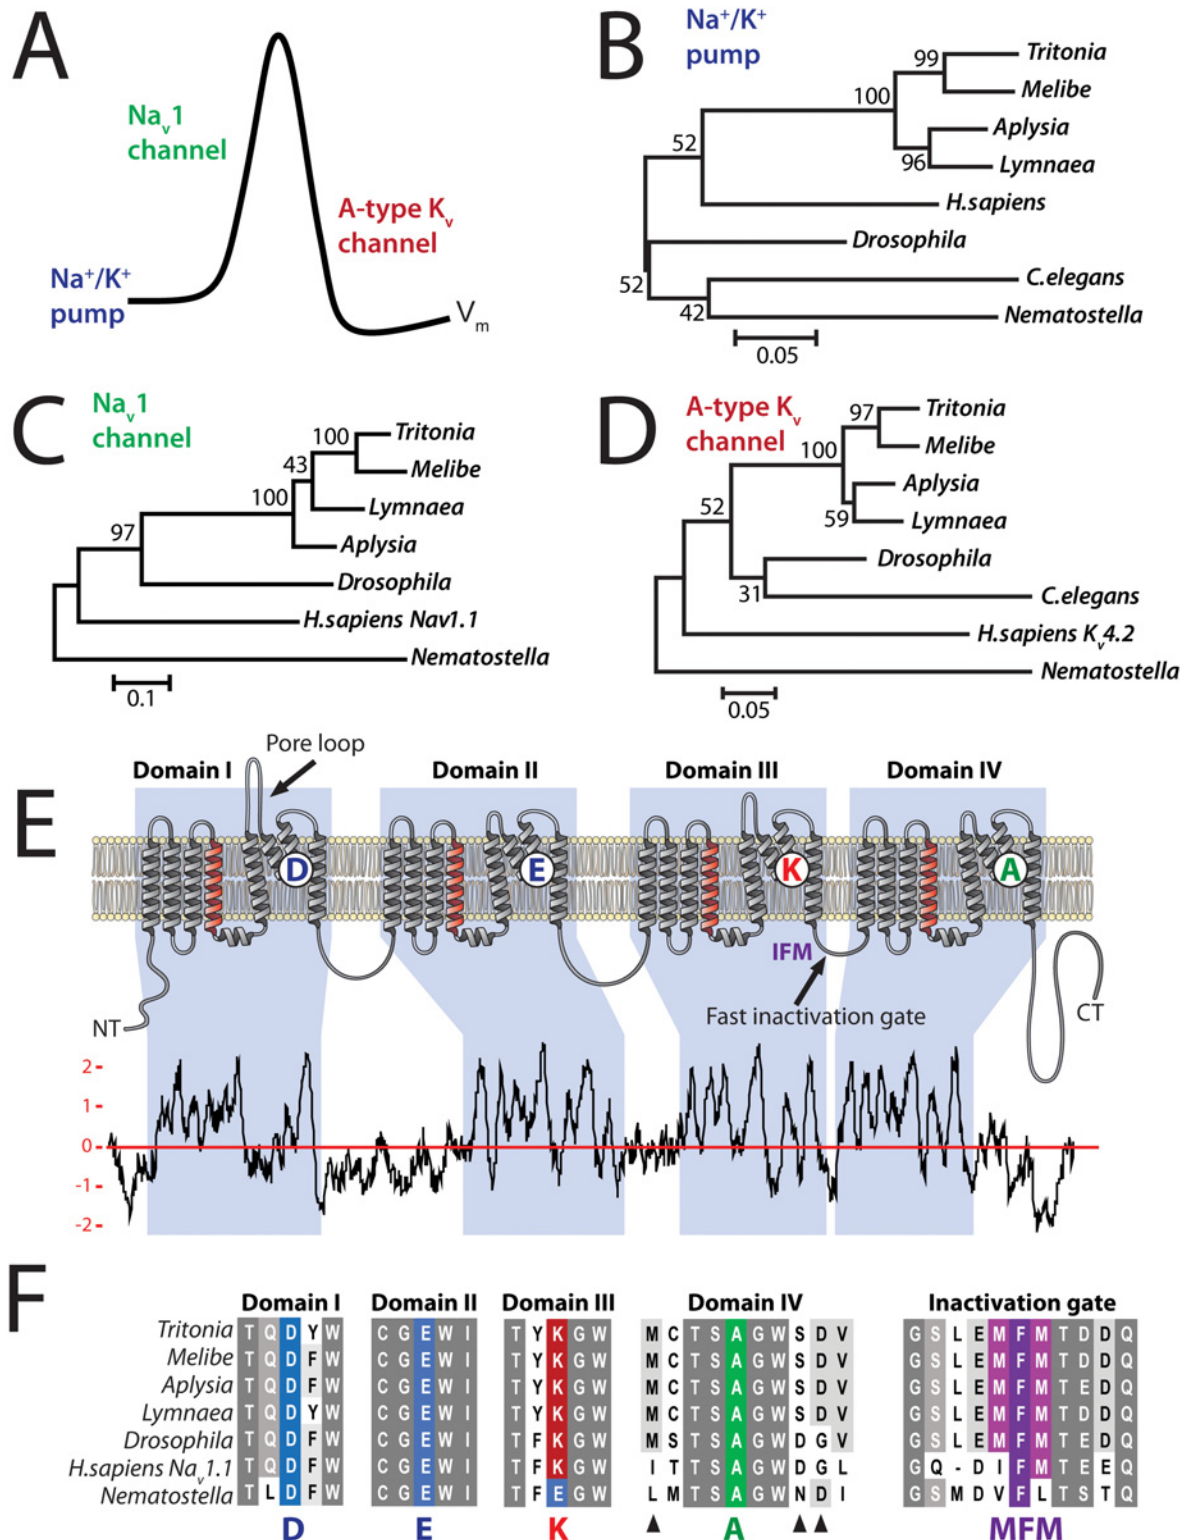 A
Na⁺/K⁺
pump
Naᵥ1
channel
A-type Kᵥ
channel
Vₘ
B
Na⁺/K⁺
pump
99
Tritonia
Melibe
100
Aplysia
96
Lymnaea
52
H.sapiens
Drosophila
52
C.elegans
42
Nematostella
0.05
C
Naᵥ1
channel
100
Tritonia
43
Melibe
100
Lymnaea
97
Aplysia
Drosophila
H.sapiens Nav1.1
Nematostella
0.1
D
A-type Kᵥ
channel
97
Tritonia
100
Melibe
Aplysia
52
59
Lymnaea
Drosophila
31
C.elegans
H.sapiens Kᵥ4.2
Nematostella
0.05
E
Pore loop
Domain I
Domain II
Domain III
Domain IV
D
E
K
A
IFM
Fast inactivation gate
NT
CT
2
1
0
-1
-2
F
Domain I Domain II Domain III Domain IV Inactivation gate
Tritonia T Q D Y W C G E W I T Y K G W M C T S A G W S D V G S L E M F M T D D Q
Melibe T Q D F W C G E W I T Y K G W M C T S A G W S D V G S L E M F M T E D Q
Aplysia T Q D F W C G E W I T Y K G W M C T S A G W S D V G S L E M F M T E D Q
Lymnaea T Q D Y W C G E W I T Y K G W M C T S A G W S D V G S L E M F M T D D Q
Drosophila T Q D F W C G E W I T F K G W M S T S A G W D G V G S L E M F M T E D Q
H.sapiens Naᵥ1.1 T Q D F W C G E W I T F K G W I T T S A G W D G L G Q - D I F M T E E Q
Nematostella T L D F W C G E W I T F E G W L M T S A G W N D I G S M D V F L T S T Q
D E K A MFM